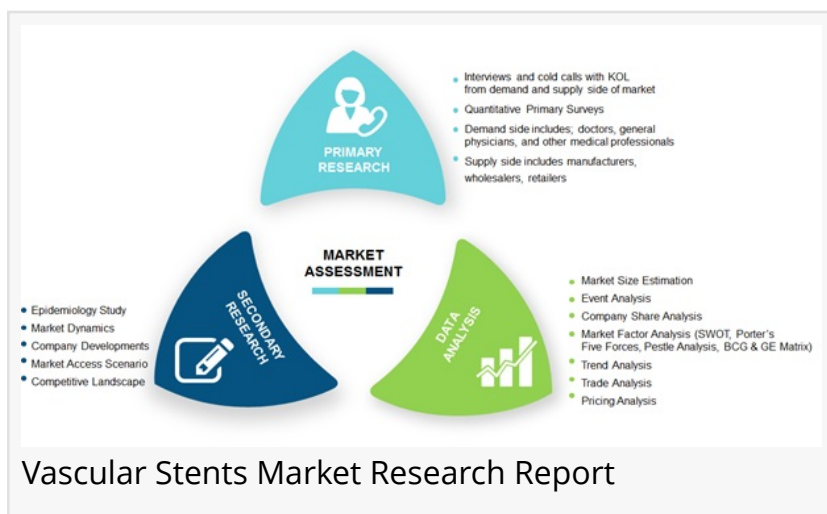 PRIMARY
RESEARCH
Interviews and cold calls with KOL
from demand and supply side of market
Quantitative Primary Surveys
Demand side includes; doctors, general
physicians, and other medical professionals
Supply side includes manufacturers,
wholesalers, retailers
MARKET
ASSESSMENT
SECONDARY
RESEARCH
Epidemiology Study
Market Dynamics
Company Developments
Market Access Scenario
Competitive Landscape
DATA
ANALYSIS
Market Size Estimation
Event Analysis
Company Share Analysis
Market Factor Analysis (SWOT, Porter's
Five Forces, Pestle Analysis, BCG & GE Matrix)
Trend Analysis
Trade Analysis
Pricing Analysis
Vascular Stents Market Research Report